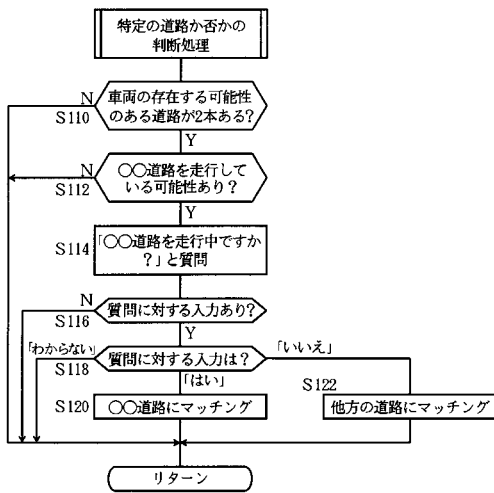 特定の道路か否かの
判断処理
N
車両の存在する可能性
のある道路が2本ある?
S110
Y
N
〇〇道路を走行して
いる可能性あり?
S112
Y
「〇〇道路を走行中ですか
?」と質問
S114
N
質問に対する入力あり?
S116
Y
「わからない」
質問に対する入力は?
「いいえ」
S118
「はい」
S122
S120
〇〇道路にマッチング
他方の道路にマッチング
リターン